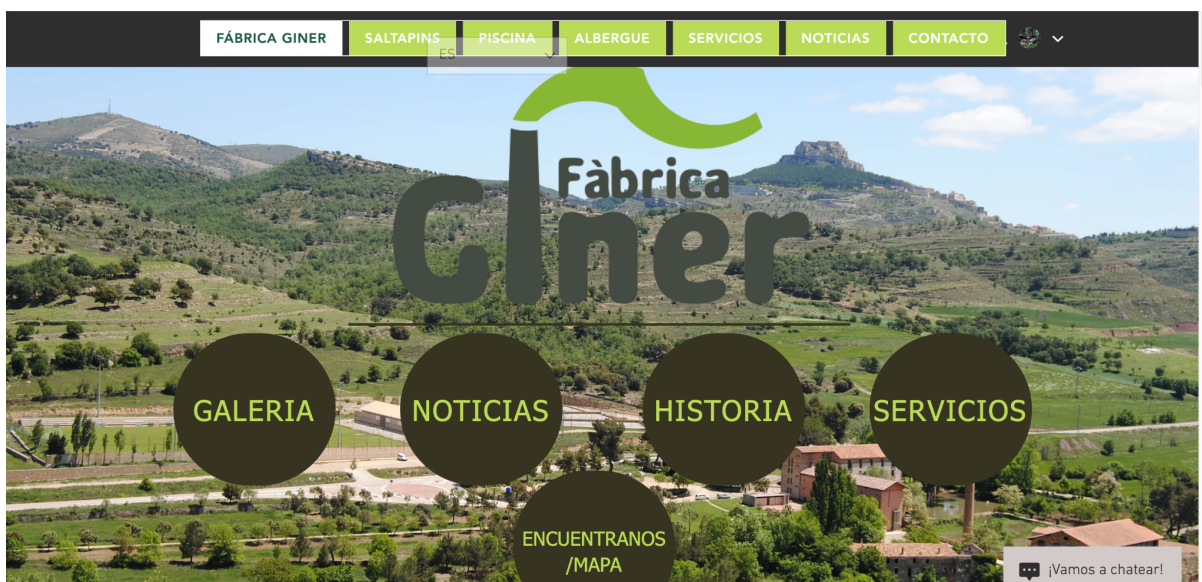 FÁBRICA GINER
SALTAPINS
PISCINA
ALBERGUE
SERVICIOS
NOTICIAS
CONTACTO
ES
Fàbrica
Giner
GALERIA
NOTICIAS
HISTORIA
SERVICIOS
ENCUENTRANOS
/MAPA
¡Vamos a chatear!